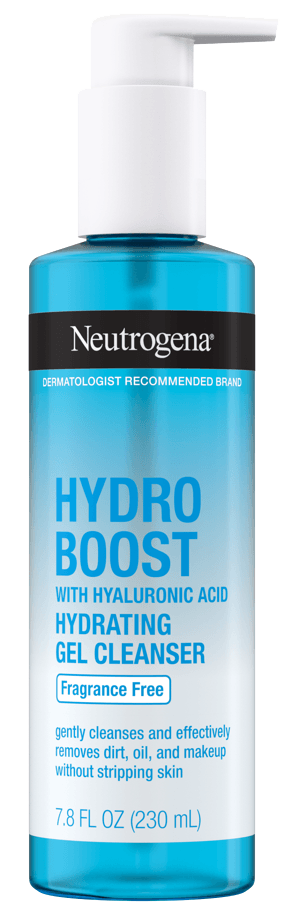 Neutrogena®
DERMATOLOGIST RECOMMENDED BRAND
HYDRO
BOOST
WITH HYALURONIC ACID
HYDRATING
GEL CLEANSER
Fragrance Free
gently cleanses and effectively
removes dirt, oil, and makeup
without stripping skin
7.8 FL OZ (230 mL)